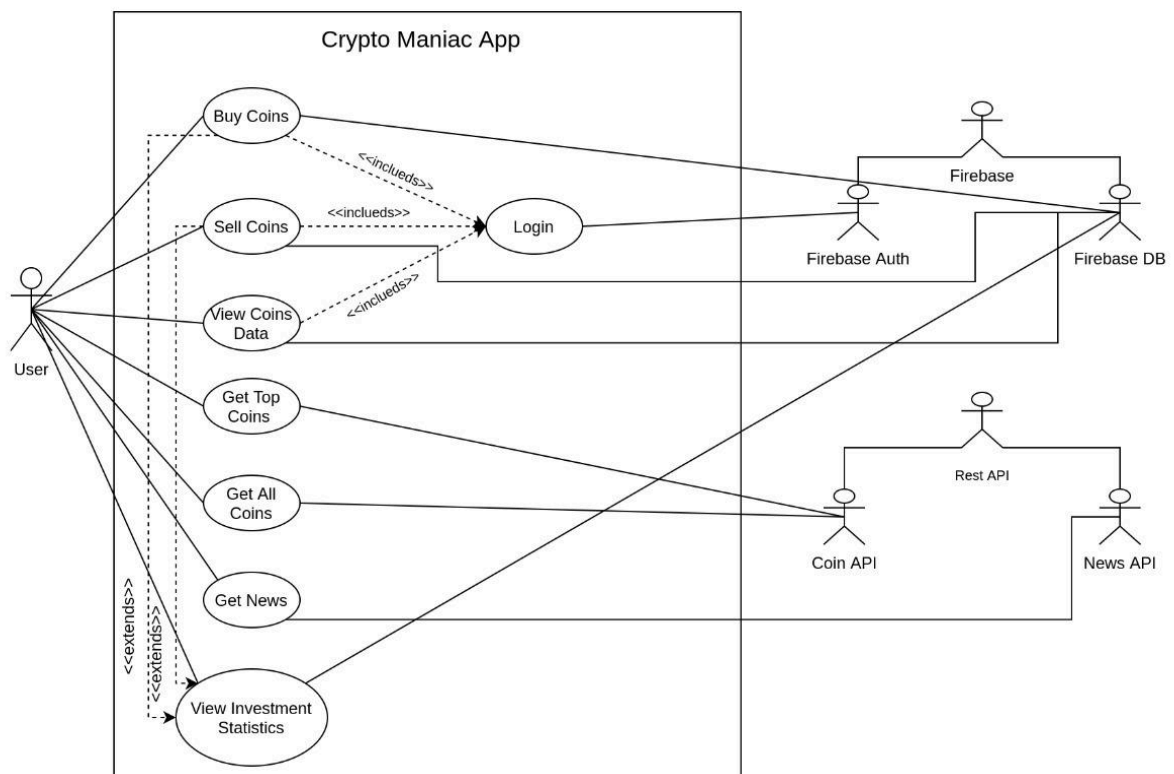 Crypto Maniac App
Buy Coins
<<inclueds>>
Firebase
Sell Coins
<<inclueds>>
Login
Firebase Auth
Firebase DB
<<inclueds>>
View Coins
Data
User
Get Top
Coins
Rest API
Get All
Coins
Coin API
News API
Get News
<<extends>>
<<extends>>
View Investment
Statistics